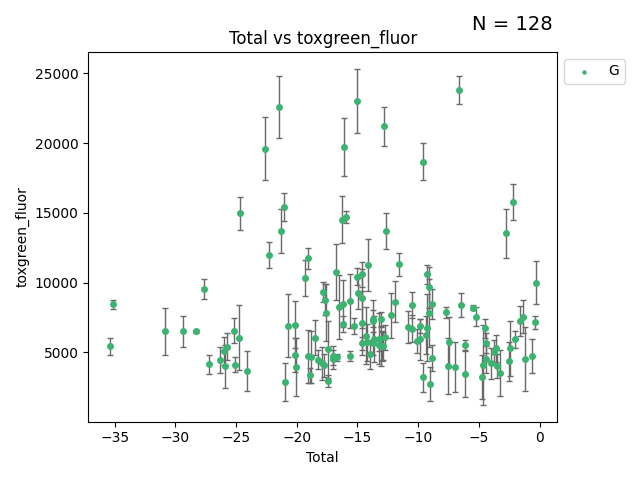 N = 128
Total vs toxgreen_fluor
G
toxgreen_fluor
25000
20000
15000
10000
5000
−35 −30 −25 −20 −15 −10 −5 0
Total